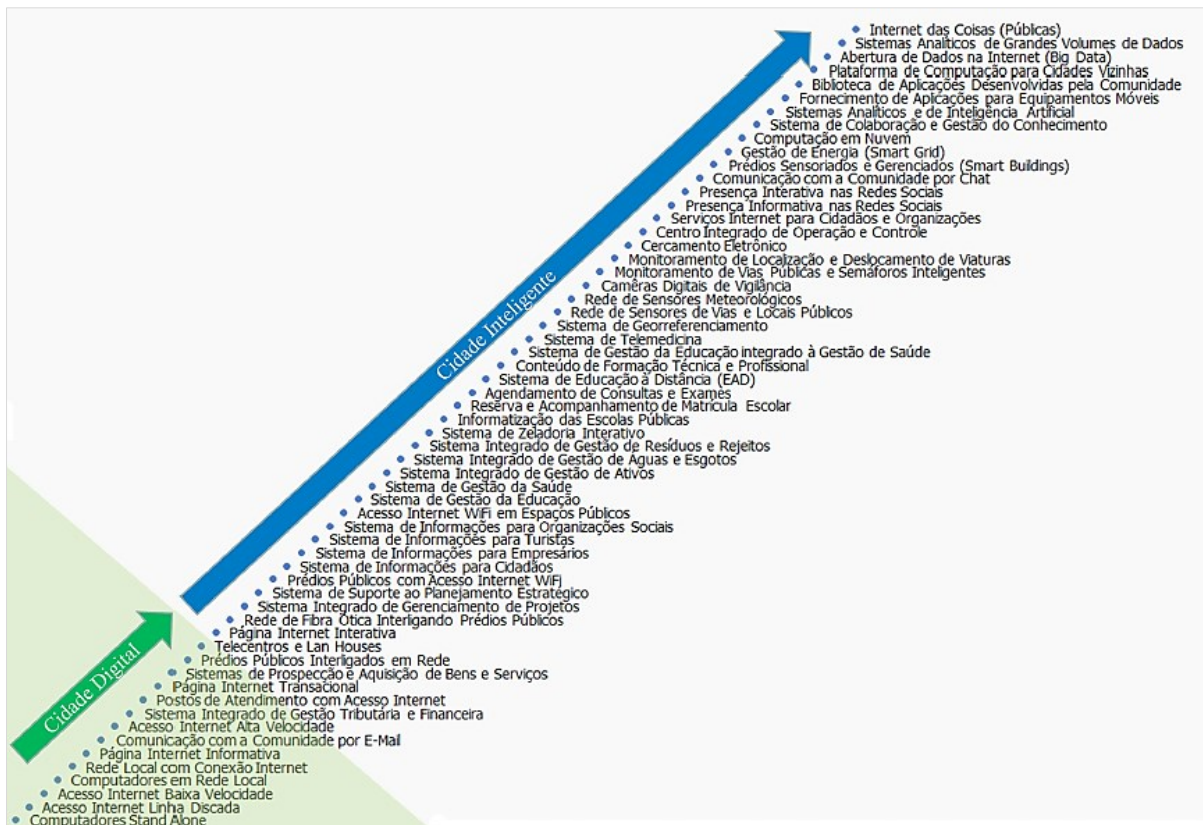 Internet das Coisas (Públicas)
Sistemas Analíticos de Grandes Volumes de Dados
Abertura de Dados na Internet (Big Data)
Plataforma de Computação para Cidades Vizinhas
Biblioteca de Aplicações Desenvolvidas pela Comunidade
Fornecimento de Aplicações para Equipamentos Móveis
Sistemas Analíticos e de Inteligência Artificial
Sistema de Colaboração e Gestão do Conhecimento
Computação em Nuvem
Gestão de Energia (Smart Grid)
Prédios Sensoriados e Gerenciados (Smart Buildings)
Comunicação com a Comunidade por Chat
Presença Interativa nas Redes Sociais
Presença Informativa nas Redes Sociais
Serviços Internet para Cidadãos e Organizações
Centro Integrado de Operação e Controle
Cercamento Eletrônico
Monitoramento de Localização e Deslocamento de Viaturas
Monitoramento de Vias Públicas e Semáforos Inteligentes
Camêras Digitais de Vigilância
Rede de Sensores Meteorológicos
Rede de Sensores de Vias e Locais Públicos
Sistema de Georreferenciamento
Sistema de Telemedicina
Sistema de Gestão da Educação integrado à Gestão de Saúde
Conteúdo de Formação Técnica e Profissional
Sistema de Educação à Distância (EAD)
Agendamento de Consultas e Exames
Reserva e Acompanhamento de Matrícula Escolar
Informatização das Escolas Públicas
Sistema de Zeladoria Interativo
Sistema Integrado de Gestão de Resíduos e Rejeitos
Sistema Integrado de Gestão de Águas e Esgotos
Sistema Integrado de Gestão de Ativos
Sistema de Gestão da Saúde
Sistema de Gestão da Educação
Acesso Internet WiFi em Espaços Públicos
Sistema de Informações para Organizações Sociais
Sistema de Informações para Turistas
Sistema de Informações para Empresários
Sistema de Informações para Cidadãos
Prédios Públicos com Acesso Internet WiFi
Sistema de Suporte ao Planejamento Estratégico
Sistema Integrado de Gerenciamento de Projetos
Rede de Fibra Ótica Interligando Prédios Públicos
Página Internet Interativa
Telecentros e Lan Houses
Prédios Públicos Interligados em Rede
Sistemas de Prospecção e Aquisição de Bens e Serviços
Página Internet Transacional
Postos de Atendimento com Acesso Internet
Sistema Integrado de Gestão Tributária e Financeira
Acesso Internet Alta Velocidade
Comunicação com a Comunidade por E-Mail
Página Internet Informativa
Rede Local com Conexão Internet
Computadores em Rede Local
Acesso Internet Baixa Velocidade
Acesso Internet Linha Discada
Computadores Stand Alone
Cidade Inteligente
Cidade Digital